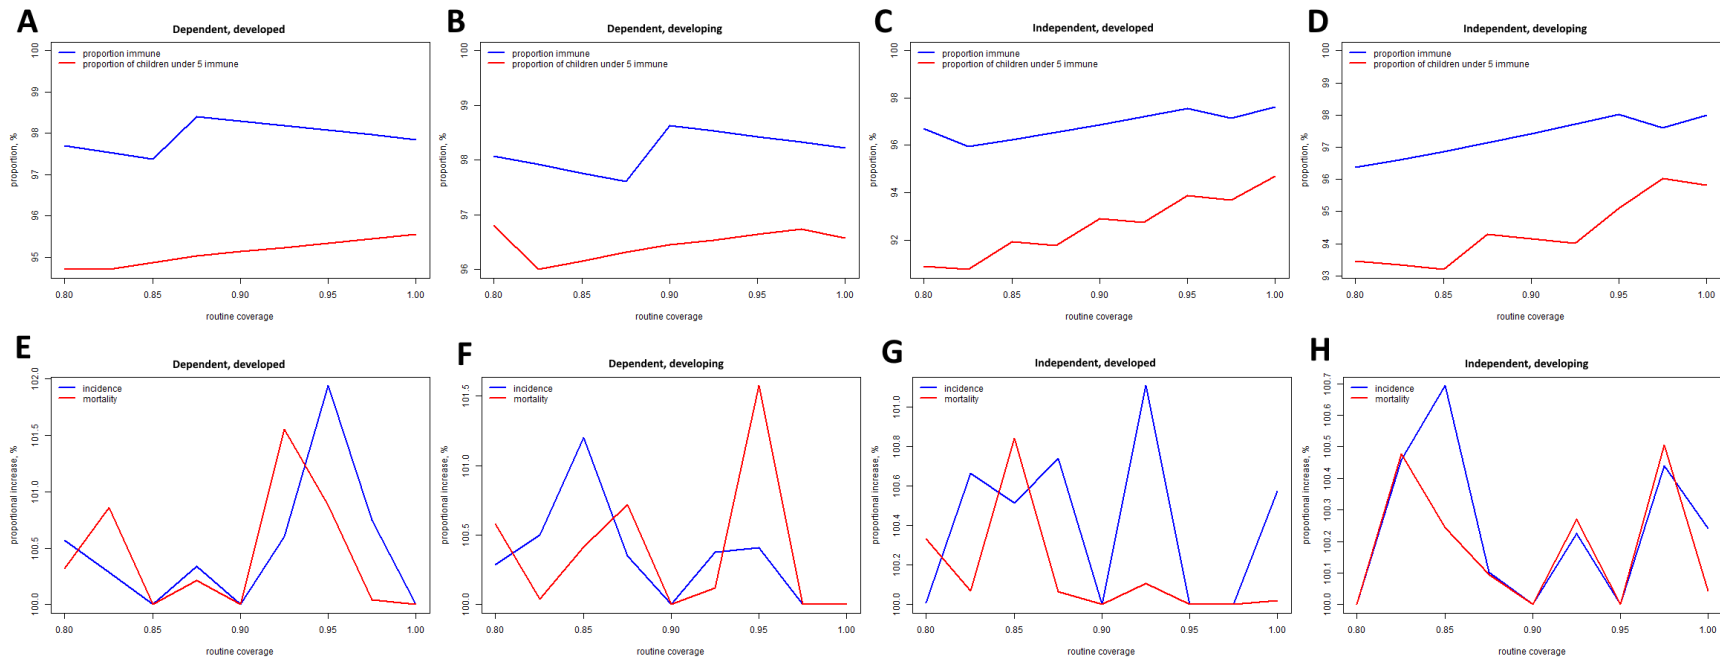 A
Dependent, developed
proportion immune
proportion of children under 5 immune
proportion, %
100
99
98
97
96
95
0.80
0.85
0.90
0.95
1.00
routine coverage
B
Dependent, developing
proportion immune
proportion of children under 5 immune
proportion, %
100
99
98
97
96
0.80
0.85
0.90
0.95
1.00
routine coverage
C
Independent, developed
proportion immune
proportion of children under 5 immune
proportion, %
100
98
96
94
92
0.80
0.85
0.90
0.95
1.00
routine coverage
D
Independent, developing
proportion immune
proportion of children under 5 immune
proportion, %
100
99
98
97
96
95
94
93
0.80
0.85
0.90
0.95
1.00
routine coverage
E
Dependent, developed
incidence
mortality
proportional increase, %
102.0
101.5
101.0
100.5
100.0
0.80
0.85
0.90
0.95
1.00
routine coverage
F
Dependent, developing
incidence
mortality
proportional increase, %
101.5
101.0
100.5
100.0
0.80
0.85
0.90
0.95
1.00
routine coverage
G
Independent, developed
incidence
mortality
proportional increase, %
101.0
100.8
100.6
100.4
100.2
100.0
0.80
0.85
0.90
0.95
1.00
routine coverage
H
Independent, developing
incidence
mortality
proportional increase, %
100.7
100.6
100.5
100.4
100.3
100.2
100.1
100.0
0.80
0.85
0.90
0.95
1.00
routine coverage